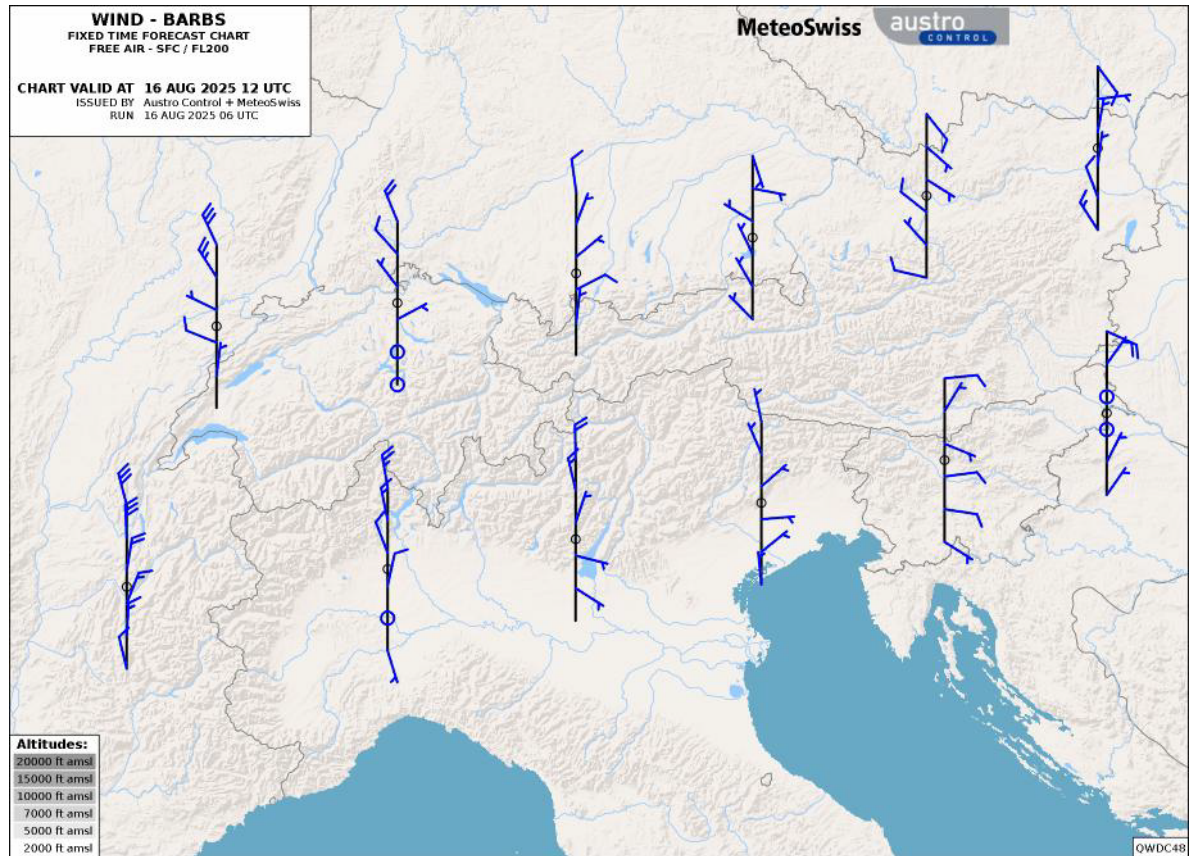 WIND - BARBS
FIXED TIME FORECAST CHART
FREE AIR - SFC / FL200
CHART VALID AT 16 AUG 2025 12 UTC
ISSUED BY Austro Control + MeteoSwiss
RUN 16 AUG 2025 06 UTC
MeteoSwiss
austro
CONTROL
Altitudes:
20000 ft amsl
15000 ft amsl
10000 ft amsl
7000 ft amsl
5000 ft amsl
2000 ft amsl
QWDC48